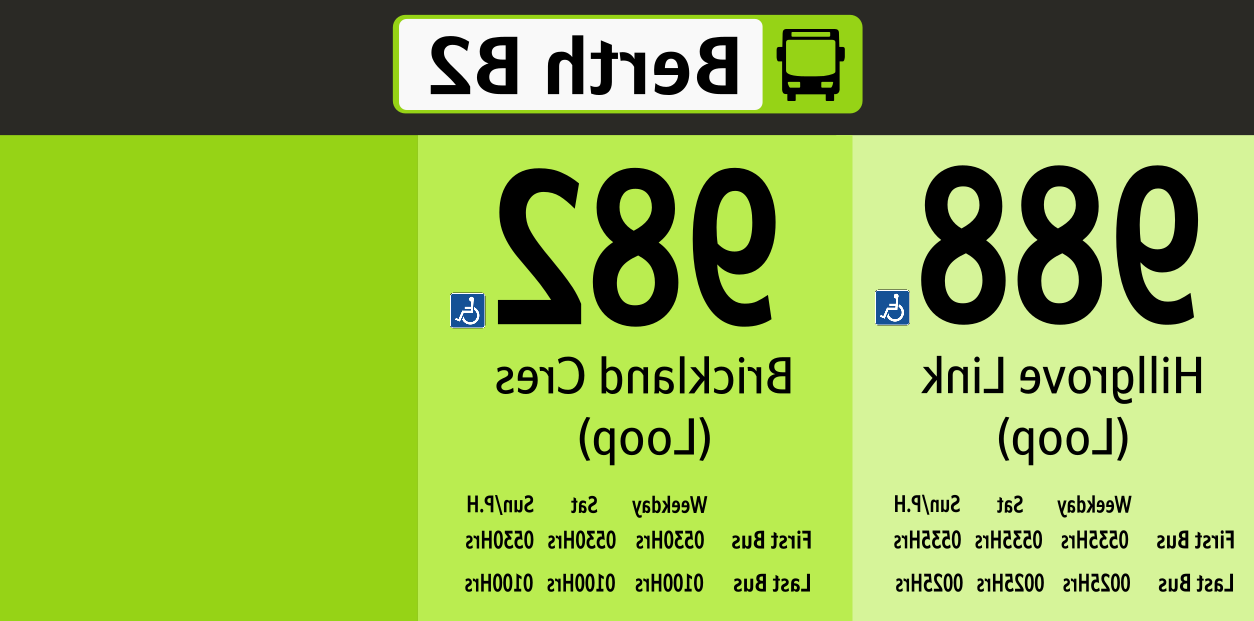 Berth B2
988
Hillgrove Link
(Loop)
Weekday Sat Sun/P.H
First Bus 0535Hrs 0535Hrs 0535Hrs
Last Bus 0025Hrs 0025Hrs 0025Hrs
982
Brickland Cres
(Loop)
Weekday Sat Sun/P.H
First Bus 0530Hrs 0530Hrs 0530Hrs
Last Bus 0100Hrs 0100Hrs 0100Hrs